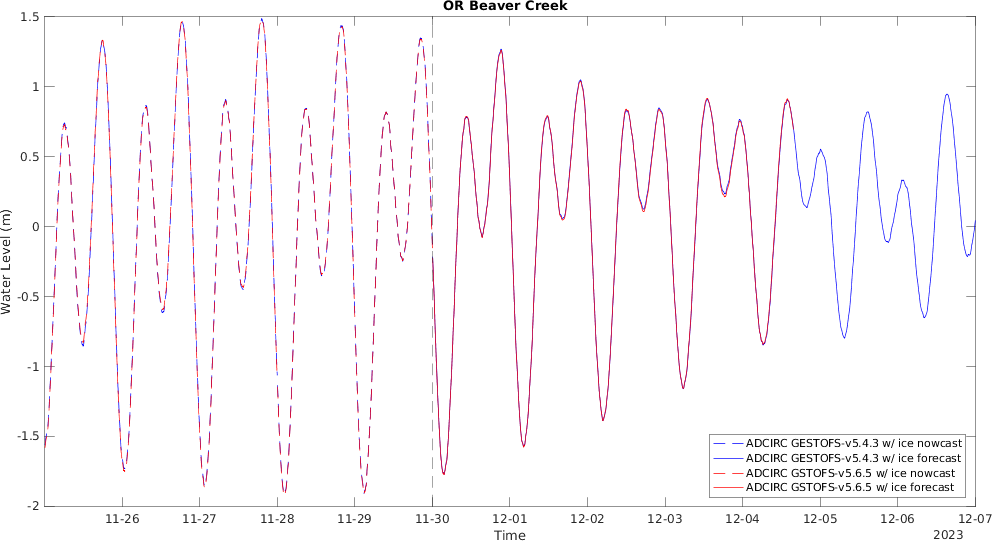 OR Beaver Creek
1.5
1
0.5
0
-0.5
-1
-1.5
-2
Water Level (m)
11-26 11-27 11-28 11-29 11-30 12-01 12-02 12-03 12-04 12-05 12-06 12-07
Time
2023
ADCIRC GESTOFS-v5.4.3 w/ ice nowcast
ADCIRC GESTOFS-v5.4.3 w/ ice forecast
ADCIRC GSTOFS-v5.6.5 w/ ice nowcast
ADCIRC GSTOFS-v5.6.5 w/ ice forecast